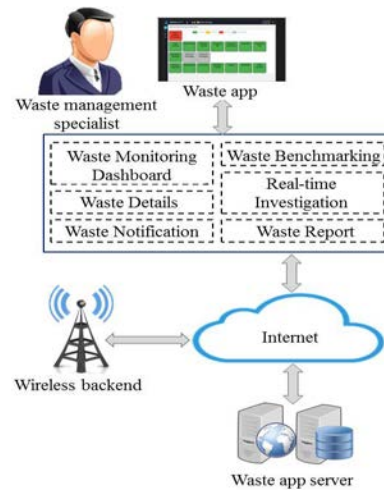 Waste management
specialist
Waste app
Waste Monitoring
Dashboard
Waste Details
Waste Notification
Waste Benchmarking
Real-time
Investigation
Waste Report
Internet
Wireless backend
Waste app server